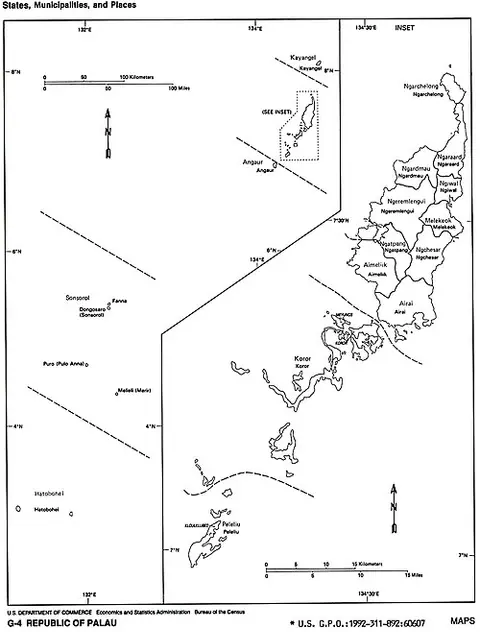 States, Municipalities, and Places
132°E
134°E
134°30'E
INSET
Kayangel
Kayangel
8°N
8°N
0 50 100 Kilometers
0 50 100 Miles
N
(SEE INSET)
Angaur
Angaur
Ngarchelong
Ngarchelong
Ngaraard
Ngaraard
Ngardmau
Ngardmau
Ngiwal
Ngiwal
Ngeremlengui
Ngeremlengui
Melekeok
Melekeok
7°30'N
Ngatpang
Ngatpang
Ngchesar
Ngchesar
Aimeliik
Aimeliik
6°N
6°N
134°E
Airai
Airai
Sonsorol
Fanna
Dongosaro
(Sonsorol)
MEYUNGS
KOROR
Koror
Koror
Puro (Pulo Anna)
Melieli (Merir)
4°N
4°N
Hatobohei
Hatobohei
N
KLOULKLUBED
Peleliu
Peleliu
7°N
7°N
0 5 10 15 Kilometers
0 5 10 15 Miles
132°E
134°30'E
U.S. DEPARTMENT OF COMMERCE Economics and Statistics Administration Bureau of the Census
G-4 REPUBLIC OF PALAU
* U.S. G.P.O.:1992-311-892:60607
MAPS